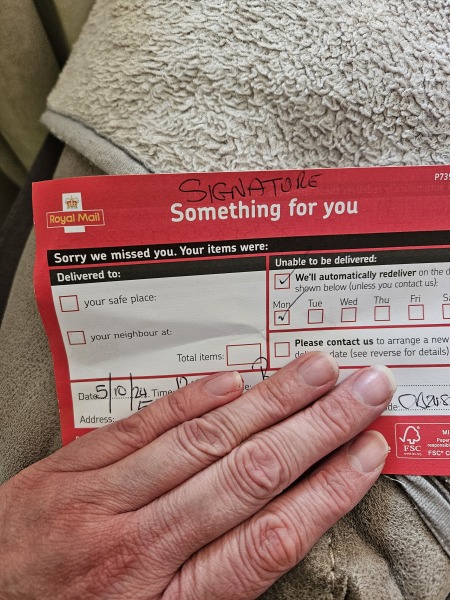 SIGNATURE
Royal Mail
Something for you
Sorry we missed you. Your items were:
Delivered to:
your safe place:
your neighbour at:
Total items:
Unable to be delivered:
We'll automatically redeliver on the d
shown below (unless you contact us):
Mon Tue Wed Thu Fri
Please contact us to arrange a new
date (see reverse for details)
Date 5/10/24 Time:
Address:
FSC